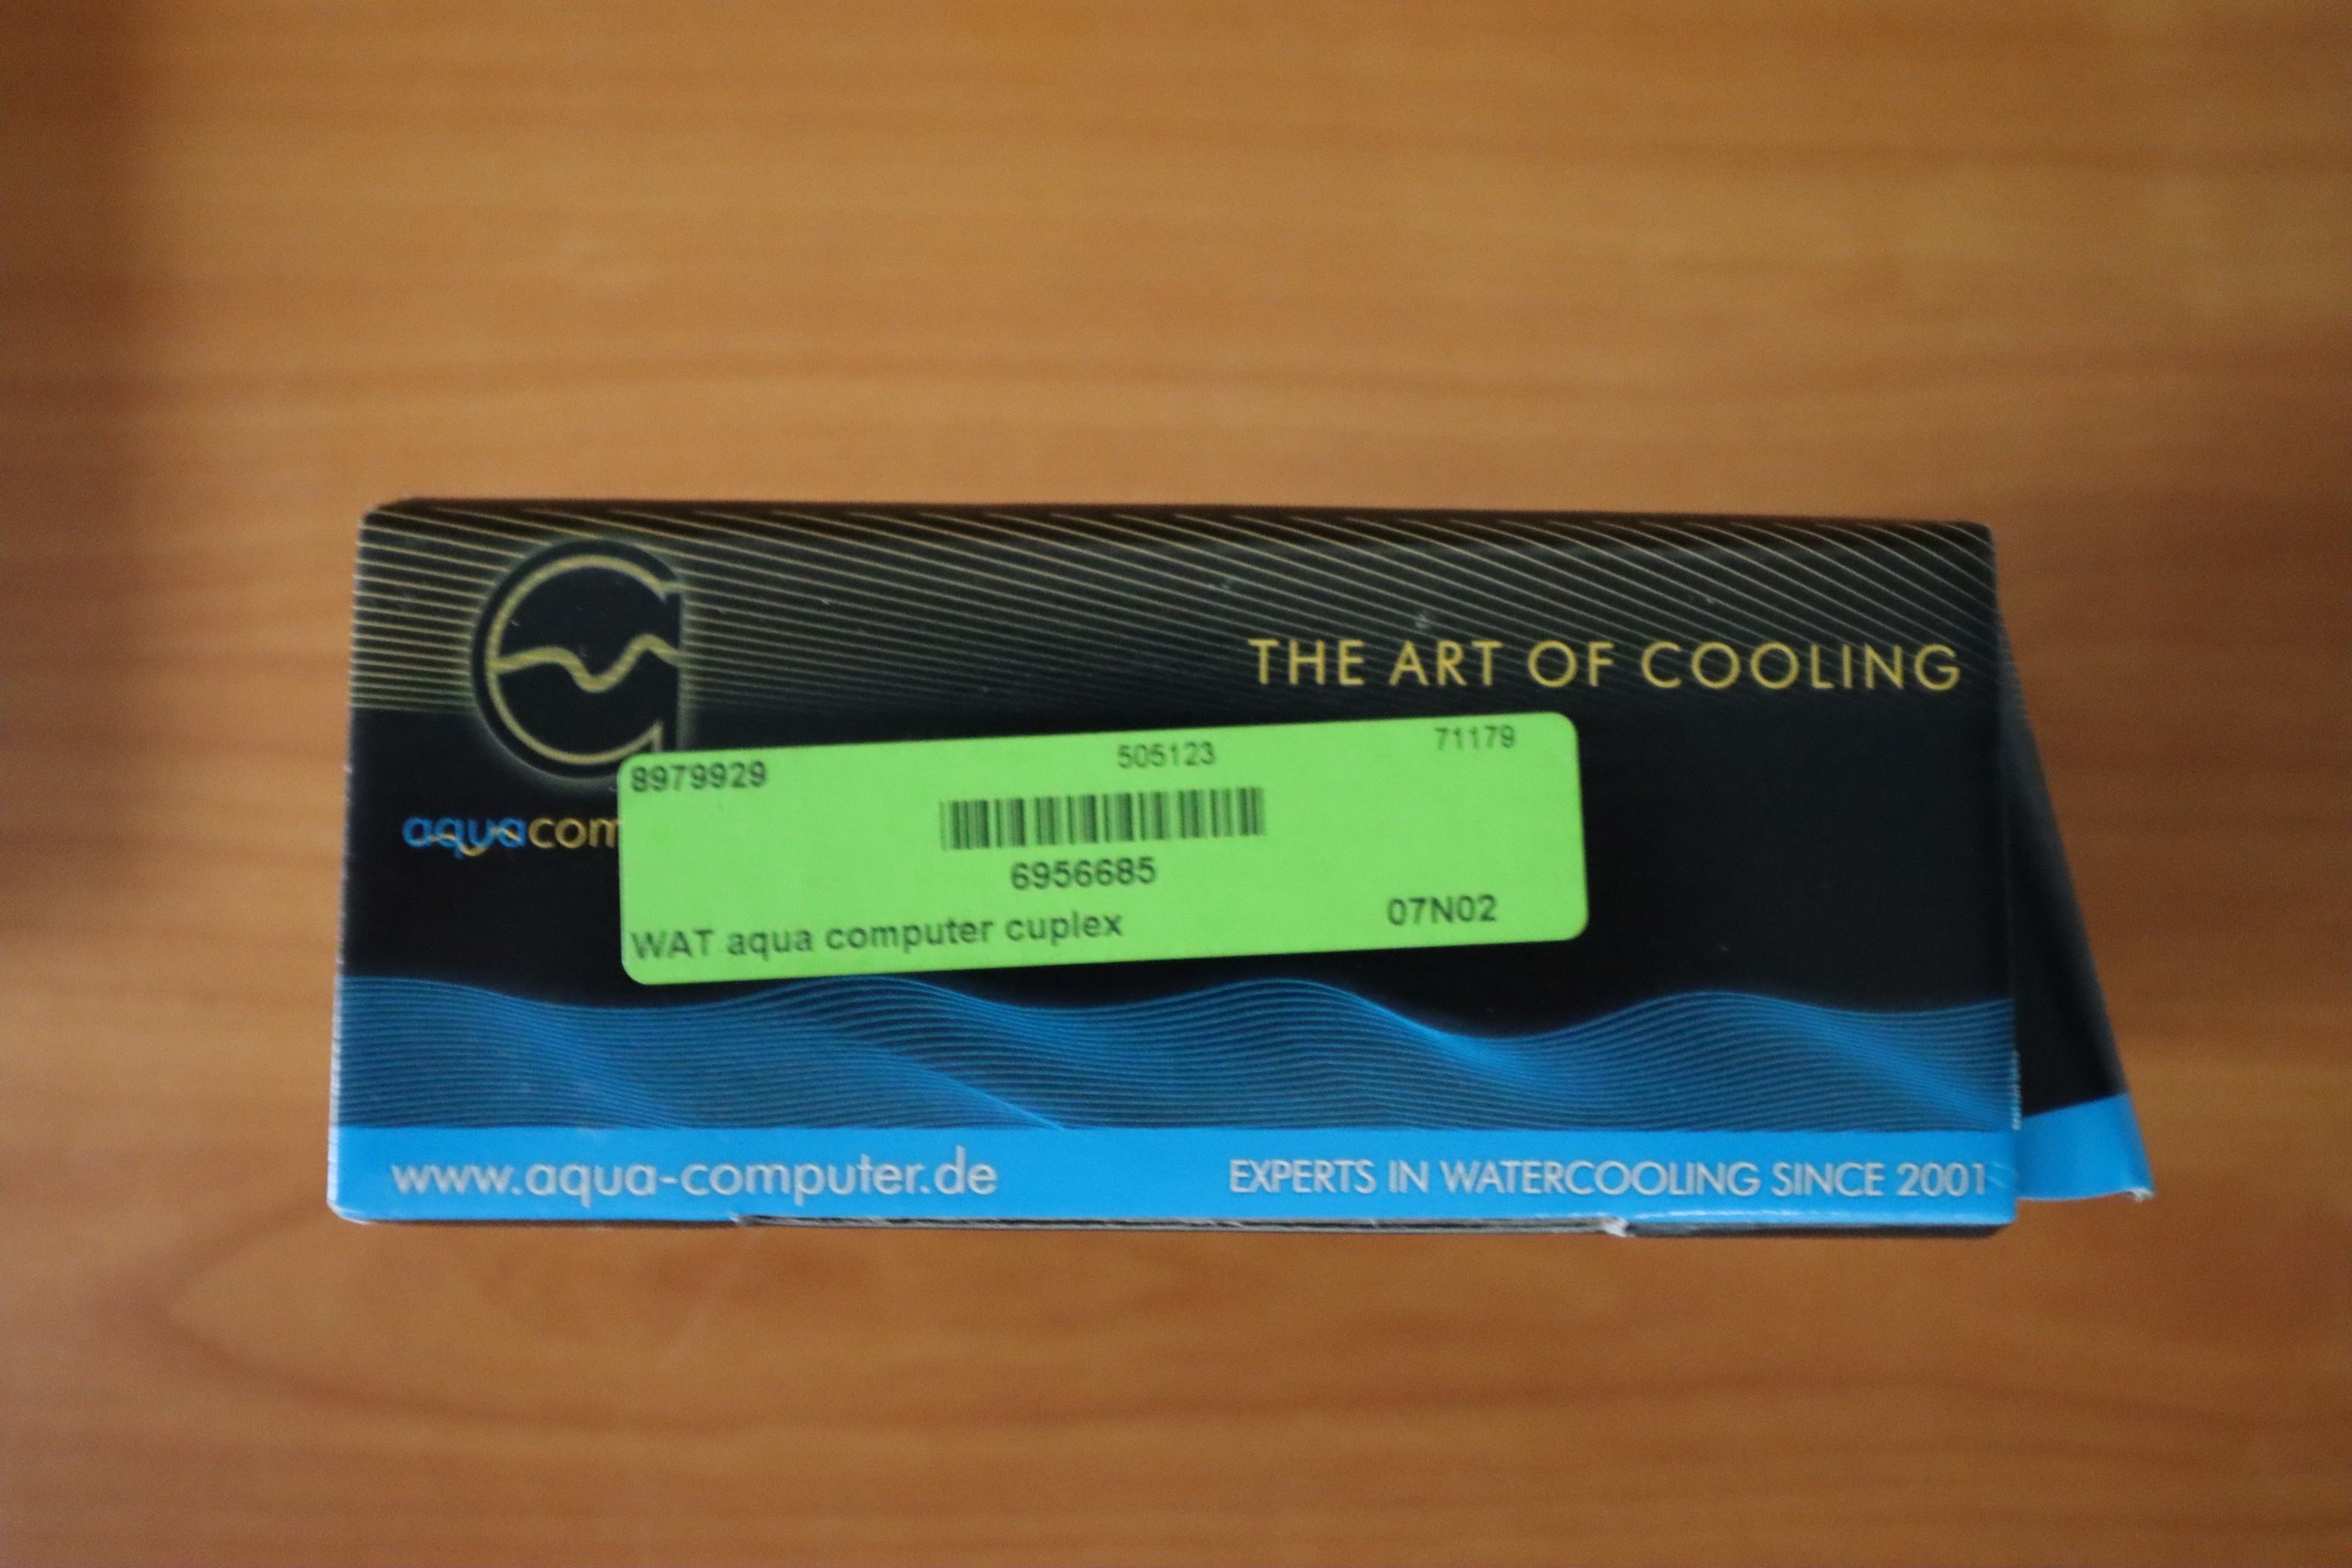 THE ART OF COOLING
aquacom
8979929 505123 71179
6956685
WAT aqua computer cuplex 07N02
www.aqua-computer.de EXPERTS IN WATERCOOLING SINCE 2001